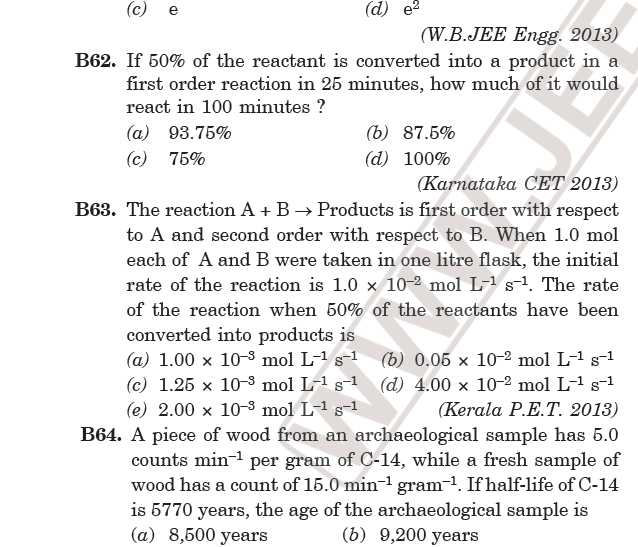 (c) e (d) e²
(W.B.JEE Engg. 2013)
B62. If 50% of the reactant is converted into a product in a
first order reaction in 25 minutes, how much of it would
react in 100 minutes ?
(a) 93.75% (b) 87.5%
(c) 75% (d) 100%
(Karnataka CET 2013)
B63. The reaction A + B → Products is first order with respect
to A and second order with respect to B. When 1.0 mol
each of A and B were taken in one litre flask, the initial
rate of the reaction is 1.0 × 10⁻² mol L⁻¹ s⁻¹. The rate
of the reaction when 50% of the reactants have been
converted into products is
(a) 1.00 × 10⁻³ mol L⁻¹ s⁻¹ (b) 0.05 × 10⁻² mol L⁻¹ s⁻¹
(c) 1.25 × 10⁻³ mol L⁻¹ s⁻¹ (d) 4.00 × 10⁻² mol L⁻¹ s⁻¹
(e) 2.00 × 10⁻³ mol L⁻¹ s⁻¹ (Kerala P.E.T. 2013)
B64. A piece of wood from an archaeological sample has 5.0
counts min⁻¹ per gram of C-14, while a fresh sample of
wood has a count of 15.0 min⁻¹ gram⁻¹. If half-life of C-14
is 5770 years, the age of the archaeological sample is
(a) 8,500 years (b) 9,200 years
WWW.JEE